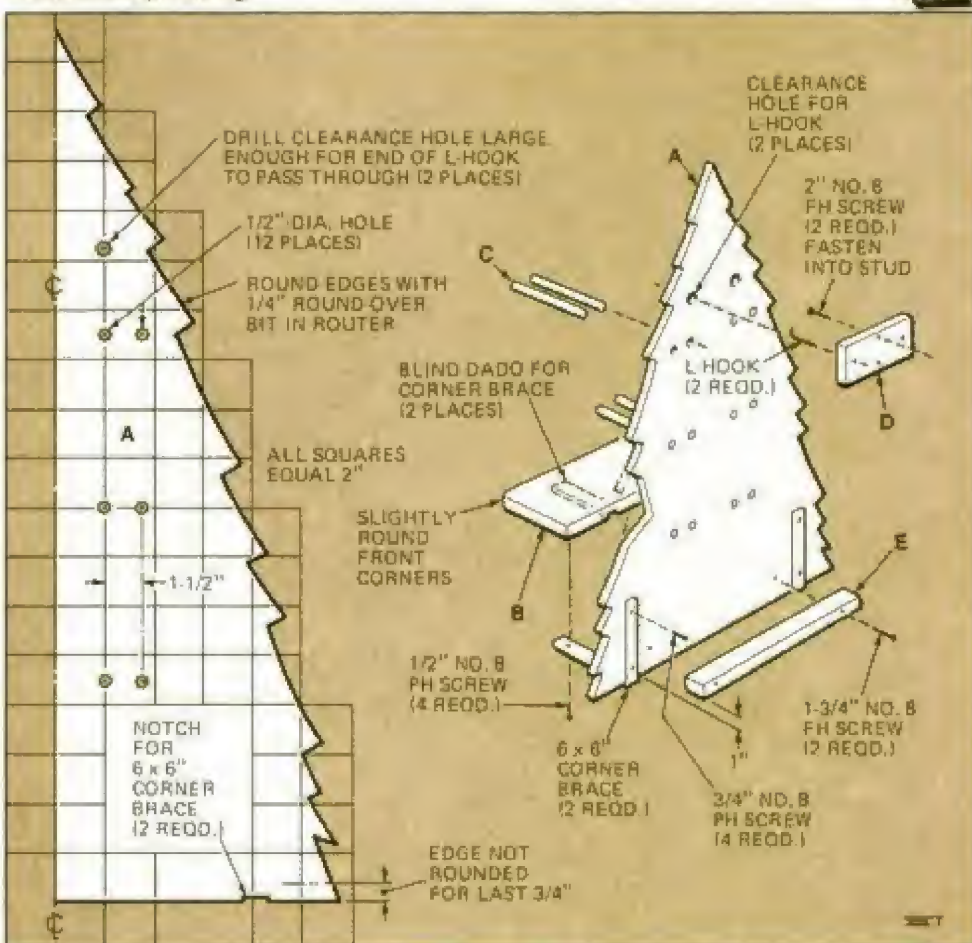 DRILL CLEARANCE HOLE LARGE
ENOUGH FOR END OF L-HOOK
TO PASS THROUGH (2 PLACES)
1/2" DIA. HOLE
(12 PLACES)
ROUND EDGES WITH
1/4" ROUND-OVER
BIT IN ROUTER
A
ALL SQUARES
EQUAL 2"
1-1/2"
NOTCH
FOR
6 x 6"
CORNER
BRACE
(2 REQD.)
EDGE NOT
ROUNDED
FOR LAST 3/4"
CLEARANCE
HOLE FOR
L-HOOK
(2 PLACES)
A
2" NO. 8
FH SCREW
(2 REQD.)
FASTEN
INTO STUD
C
L HOOK
(2 REQD.)
D
BLIND DADO FOR
CORNER BRACE
(2 PLACES)
SLIGHTLY
ROUND
FRONT
CORNERS
B
E
1/2" NO. 8
PH SCREW
(4 REQD.)
6 x 6"
CORNER
BRACE
(2 REQD.)
1"
3/4" NO. 8
PH SCREW
(4 REQD.)
1-3/4" NO. 8
FH SCREW
(2 REQD.)